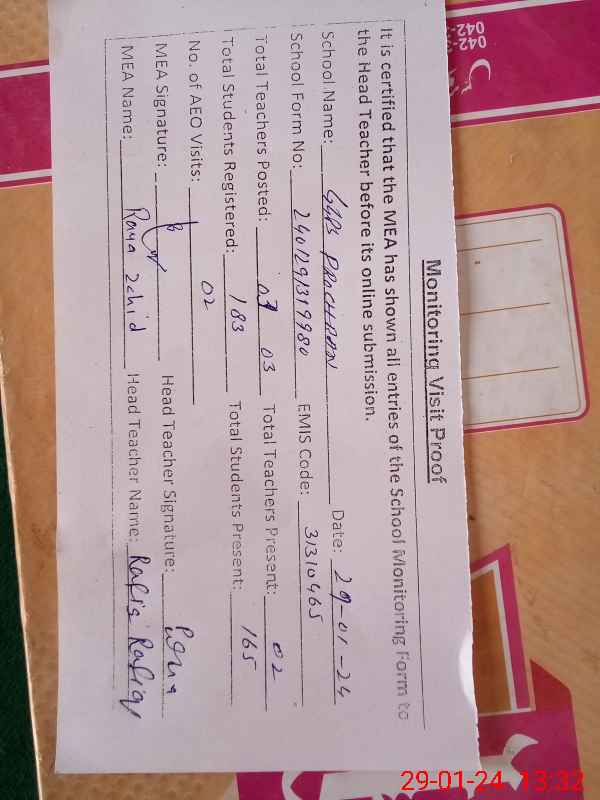 Monitoring Visit Proof
It is certified that the MEA has shown all entries of the School Monitoring Form to
the Head Teacher before its online submission.
School Name: GGPS Date: 29-01-24
School Form No: 2401291319980 EMIS Code: 31310465
Total Teachers Posted: 03 03 Total Teachers Present: 02
Total Students Registered: 183 Total Students Present: 165
No. of AEO Visits: 02
MEA Signature: Head Teacher Signature:
MEA Name: Rana Head Teacher Name: Rafia Rafiq
042-
042-
29-01-24 13:32